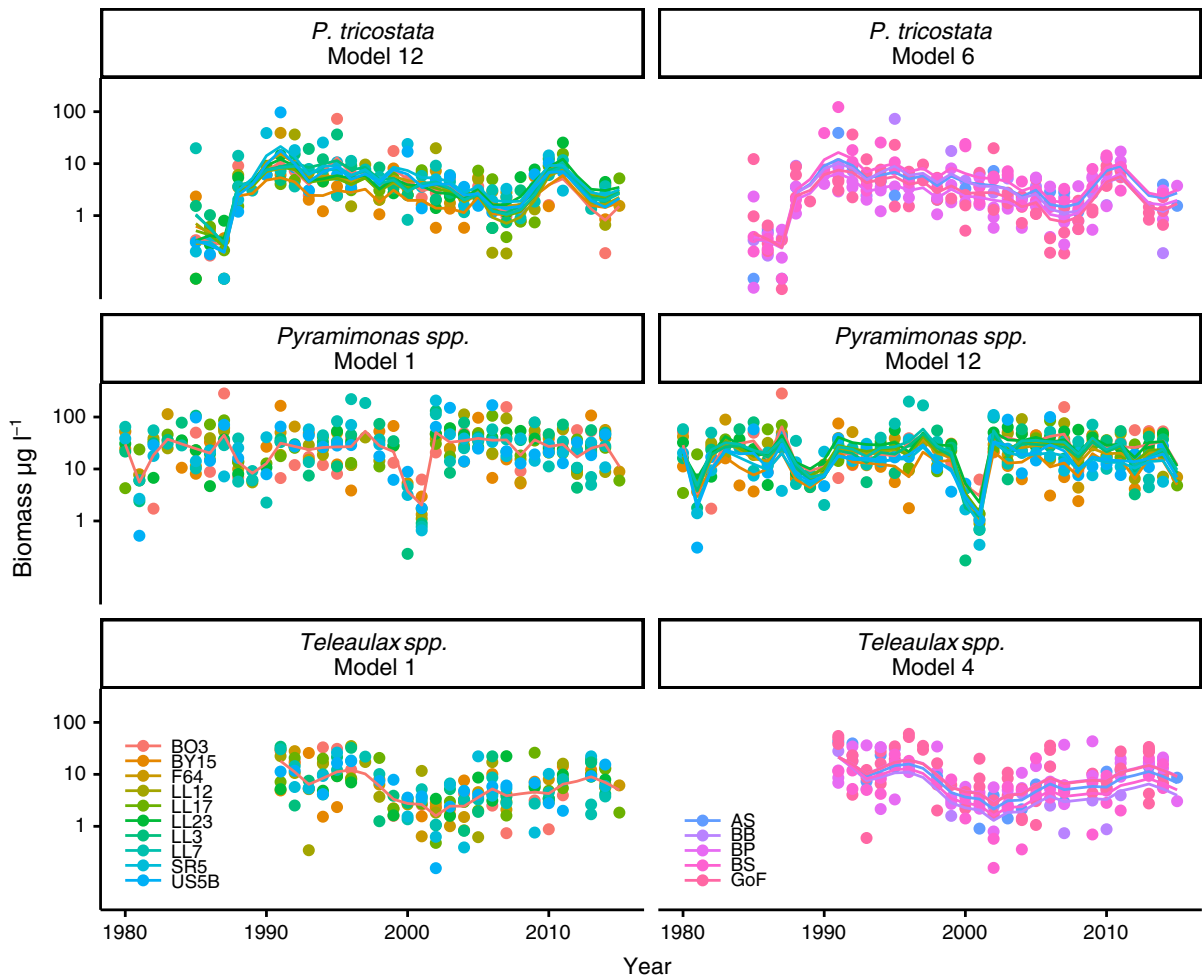 P. tricostata
Model 12
P. tricostata
Model 6
100
10
1
Pyramimonas spp.
Model 1
Pyramimonas spp.
Model 12
100
10
1
Biomass µg l⁻¹
Teleaulax spp.
Model 1
Teleaulax spp.
Model 4
100
10
1
BO3
BY15
F64
LL12
LL17
LL23
LL3
LL7
SR5
US5B
AS
BB
BP
BS
GoF
1980 1990 2000 2010
1980 1990 2000 2010
Year